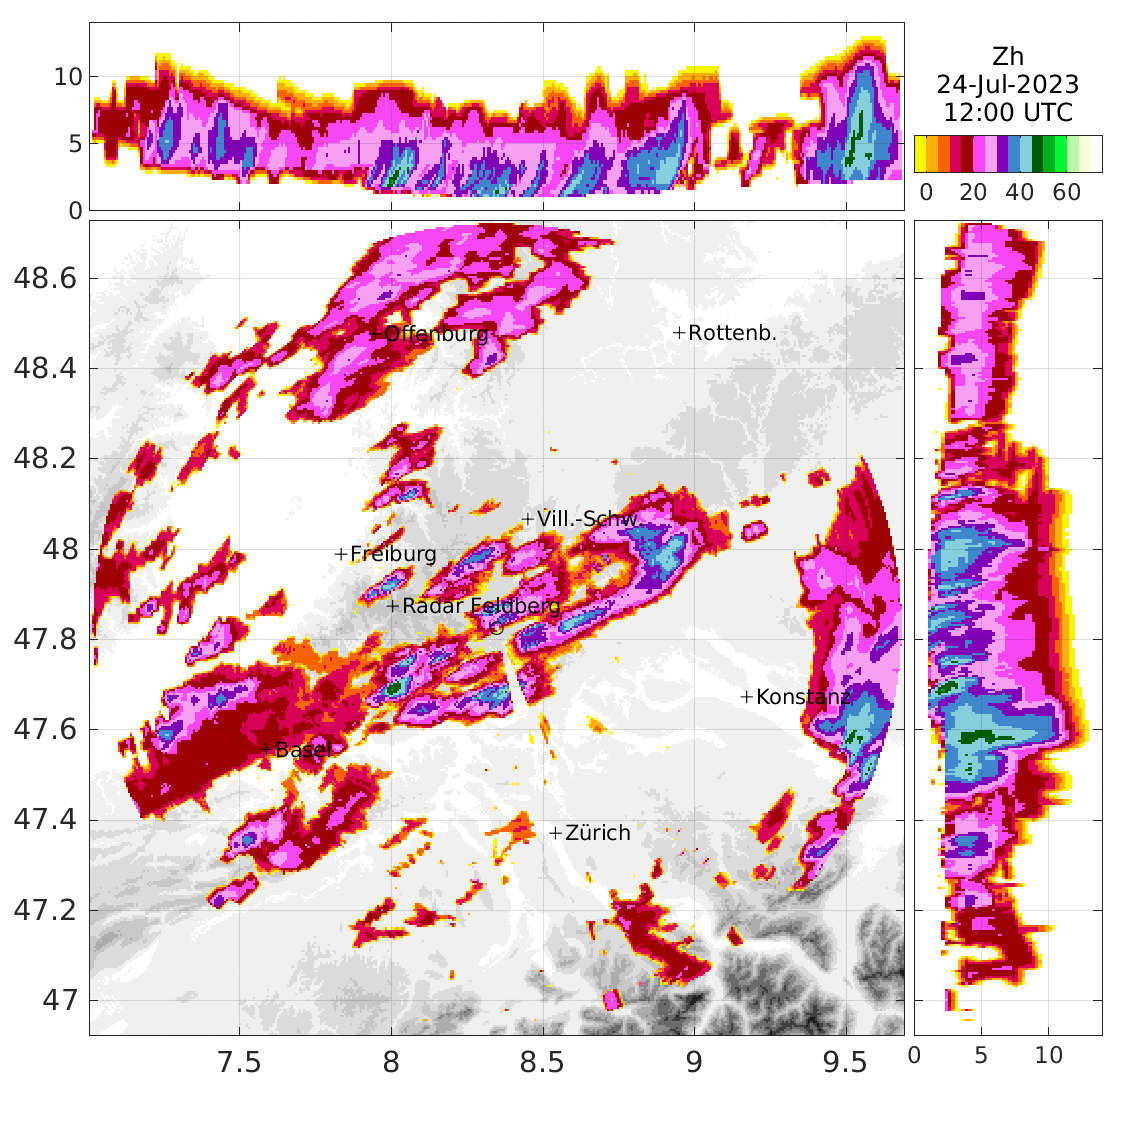 10
5
0
Zh
24-Jul-2023
12:00 UTC
0 20 40 60
48.6
48.4
48.2
48
47.8
47.6
47.4
47.2
47
+Offenburg
+Rottenb.
+Vill.-Schw.
+Freiburg
+Radar Feldberg
+Konstanz
+Basel
+Zürich
7.5 8 8.5 9 9.5
0 5 10